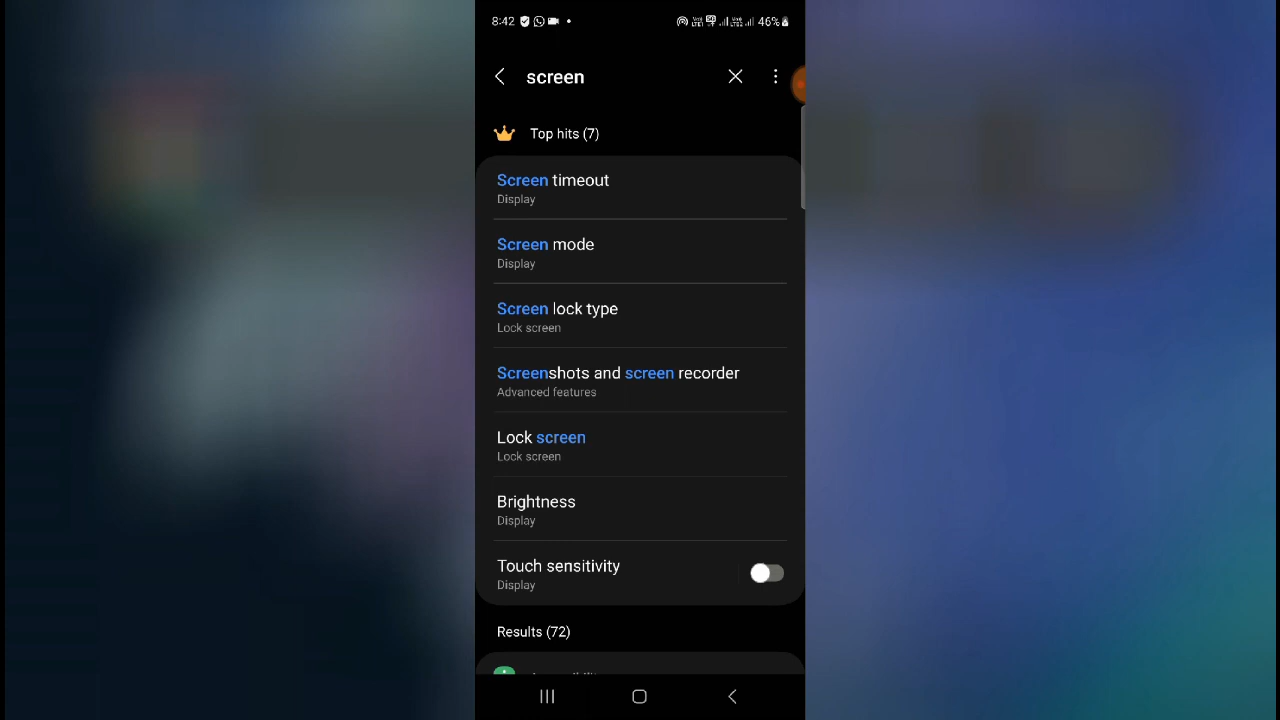 8:42 46%
screen
Top hits (7)
Screen timeout
Display
Screen mode
Display
Screen lock type
Lock screen
Screenshots and screen recorder
Advanced features
Lock screen
Lock screen
Brightness
Display
Touch sensitivity
Display
Results (72)